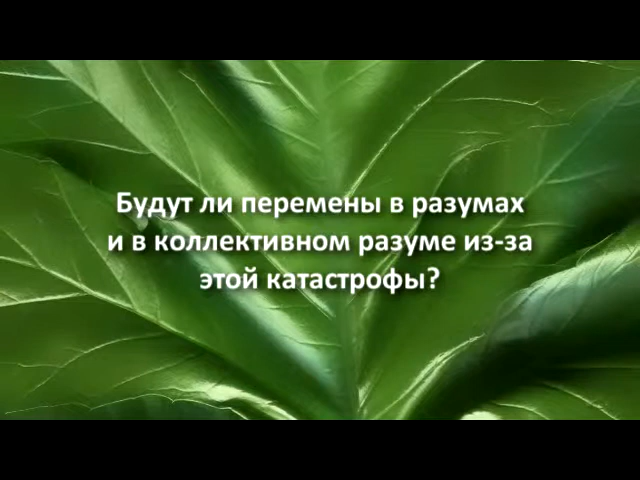 Будут ли перемены в разумах
и в коллективном разуме из-за
этой катастрофы?